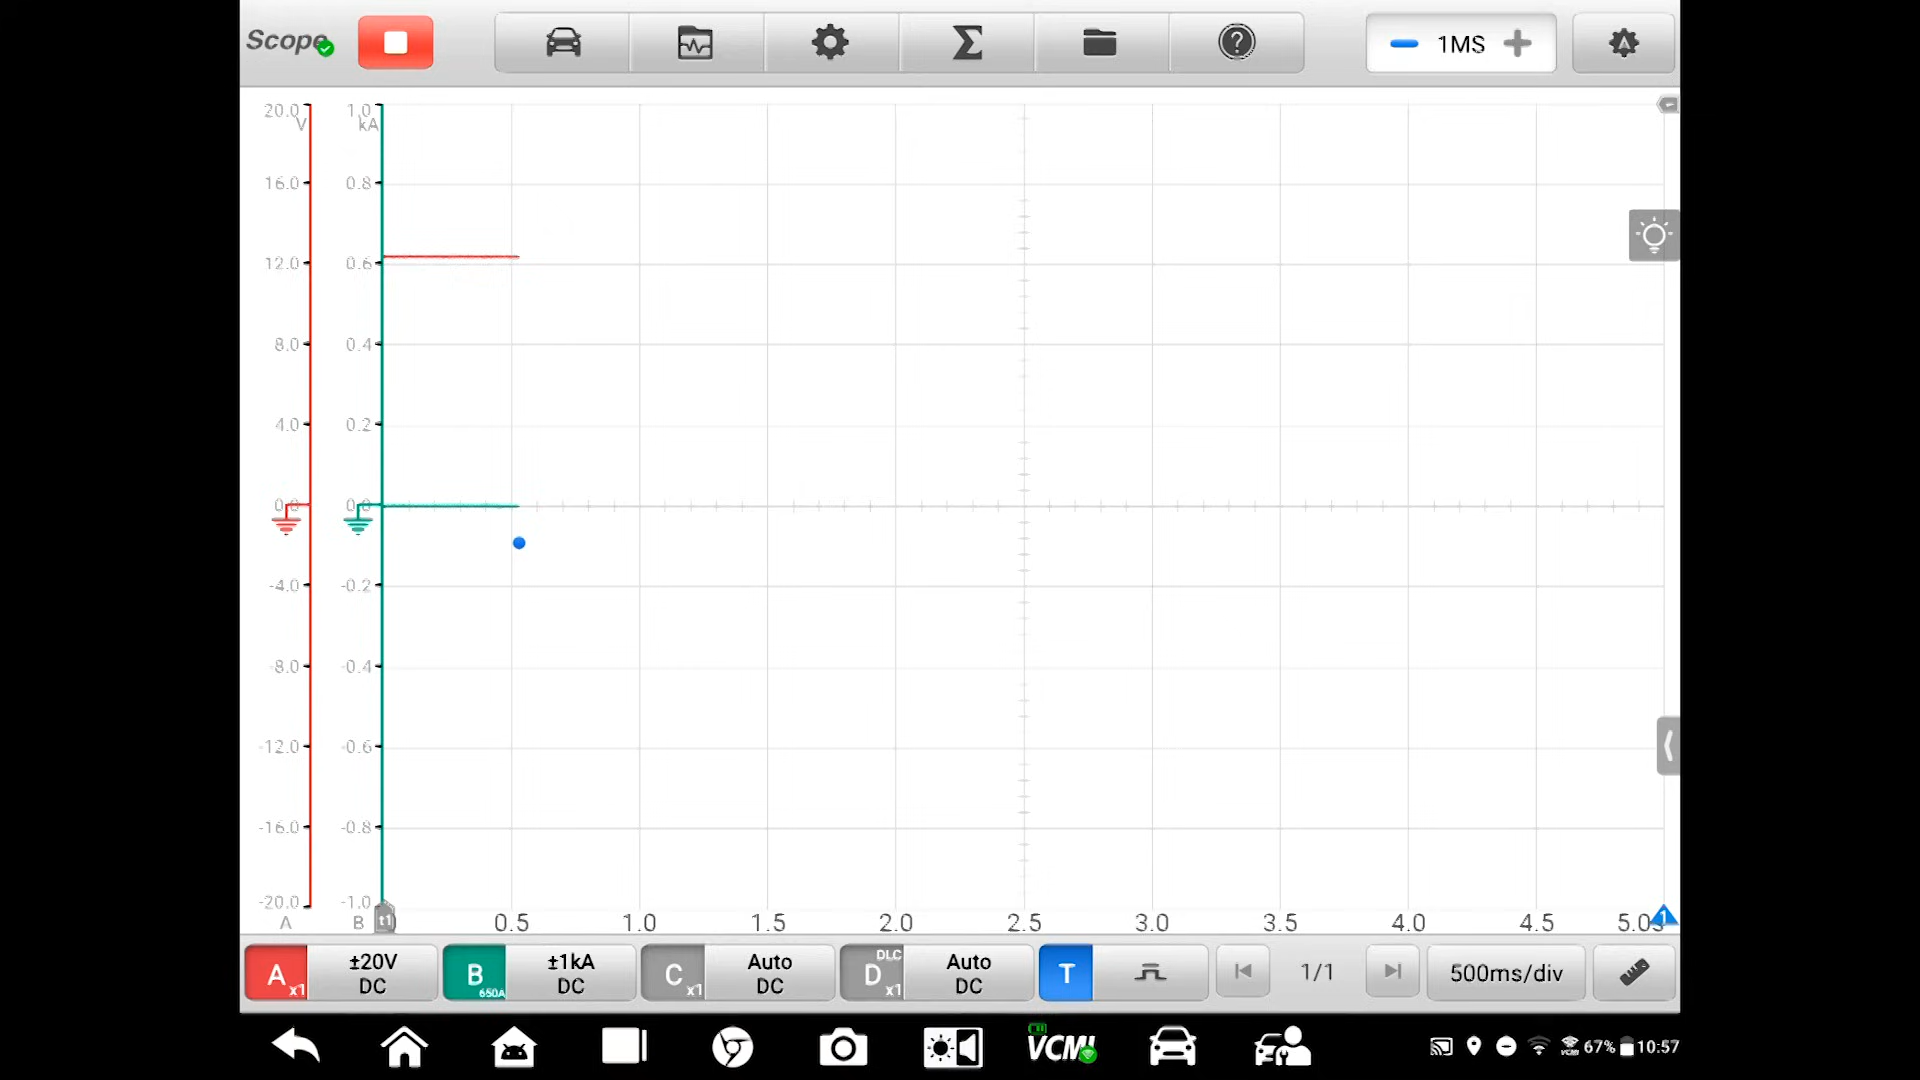 Scope
1MS
20.0 1.0
V kA
16.0 0.8
12.0 0.6
8.0 0.4
4.0 0.2
0.0 0.0
-4.0 -0.2
-8.0 -0.4
-12.0 -0.6
-16.0 -0.8
-20.0 -1.0
A B t1 0.5 1.0 1.5 2.0 2.5 3.0 3.5 4.0 4.5 5.0s 1
A x1 ±20V DC
B 650A ±1kA DC
C x1 Auto DC
D DLC x1 Auto DC
T
1/1
500ms/div
VCMI
VCMI 67% 10:57